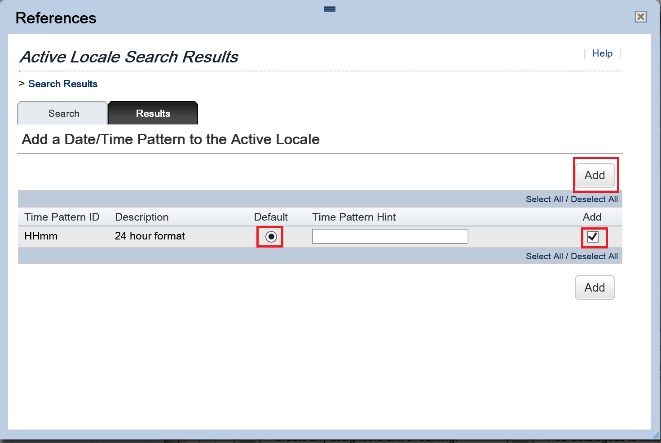 References
Active Locale Search Results
| Help |
> Search Results
Search Results
Add a Date/Time Pattern to the Active Locale
Add
Select All / Deselect All
Time Pattern ID Description Default Time Pattern Hint Add
HHmm 24 hour format
Select All / Deselect All
Add